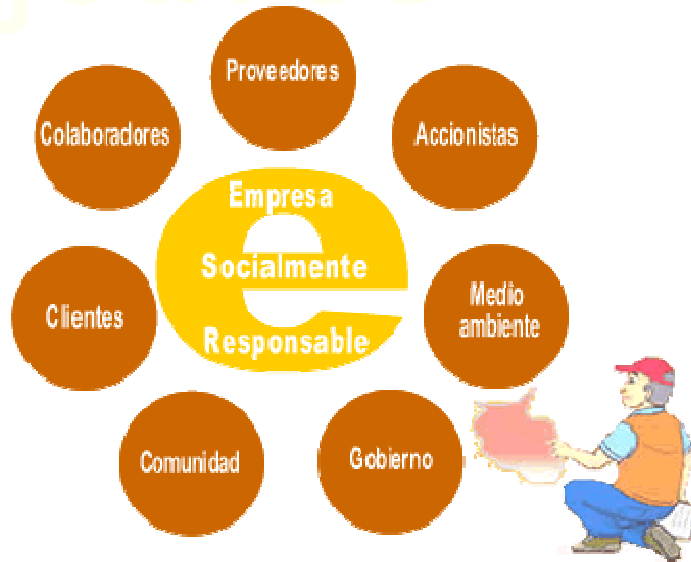 Proveedores
Colaboradores
Accionistas
Empresa
Socialmente
Responsable
Clientes
Medio
ambiente
Comunidad
Gobierno